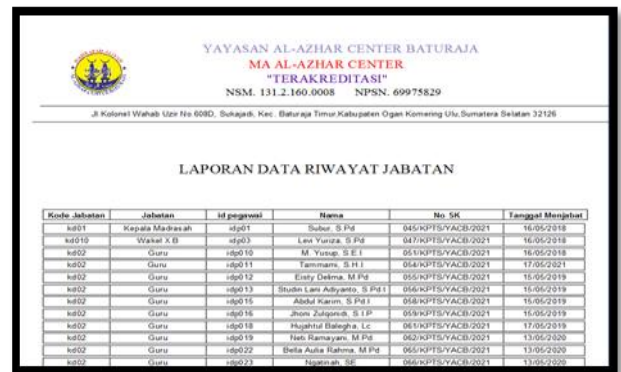 YAYASAN AL-AZHAR CENTER BATURAJA
MA AL-AZHAR CENTER
"TERAKREDITASI"
NSM. 131.2.160.0008 NPSN. 69975829
Jl Kolonel Wahab Uzir No.608D, Sukajadi, Kec. Baturaja Timur,Kabupaten Ogan Komering Ulu,Sumatera Selatan 32126
LAPORAN DATA RIWAYAT JABATAN
Kode Jabatan Jabatan id pegawai Nama No SK Tanggal Menjabat
kd01 Kepala Madrasah idp01 Subur, S.Pd 045/KPTS/YACB/2021 16/05/2018
kd010 Wakel X.B idp03 Levi Yuriza, S.Pd 047/KPTS/YACB/2021 16/05/2018
kd02 Guru idp010 M. Yusup, S.E.I 051/KPTS/YACB/2021 16/05/2018
kd02 Guru idp011 Tammami, S.H.I 054/KPTS/YACB/2021 17/05/2021
kd02 Guru idp012 Eisty Delima, M.Pd 055/KPTS/YACB/2021 15/05/2019
kd02 Guru idp013 Studin Lani Adiyanto, S.Pd.I 056/KPTS/YACB/2021 15/05/2019
kd02 Guru idp015 Abdul Karim, S.Pd.I 058/KPTS/YACB/2021 15/05/2019
kd02 Guru idp016 Jhoni Zulqonidi, S.I.P 059/KPTS/YACB/2021 15/05/2019
kd02 Guru idp018 Hujahtul Balegha, Lc 061/KPTS/YACB/2021 17/05/2019
kd02 Guru idp019 Neti Ramayani, M.Pd 062/KPTS/YACB/2021 13/05/2020
kd02 Guru idp022 Bella Aulia Rahma, M.Pd 065/KPTS/YACB/2021 13/05/2020
kd02 Guru idp023 Ngatinah, SE 066/KPTS/YACB/2021 13/05/2020